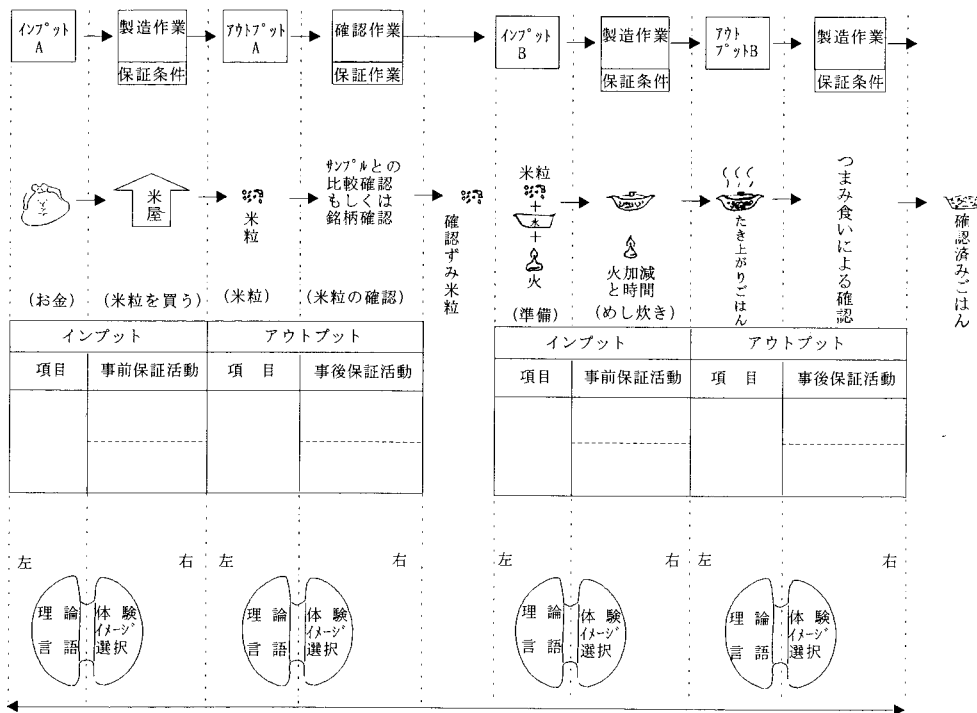 インプット
A
製造作業
保証条件
アウトプット
A
確認作業
保証作業
インプット
B
製造作業
保証条件
アウト
プットB
製造作業
保証条件
米屋
米粒
サンプルとの
比較確認
もしくは
銘柄確認
確認ずみ米粒
米粒
+
水
+
火
火加減
と時間
たき上がりごはん
つまみ食いによる確認
確認済みごはん
(お金)
(米粒を買う)
(米粒)
(米粒の確認)
(準備)
(めし炊き)
インプット
アウトプット
項目
事前保証活動
項 目
事後保証活動
インプット
アウトプット
項目
事前保証活動
項 目
事後保証活動
左
右
左
右
左
右
左
右
理 論
言 語
体 験
イメージ
選択
理 論
言 語
体 験
イメージ
選択
理 論
言 語
体 験
イメージ
選択
理 論
言 語
体 験
イメージ
選択